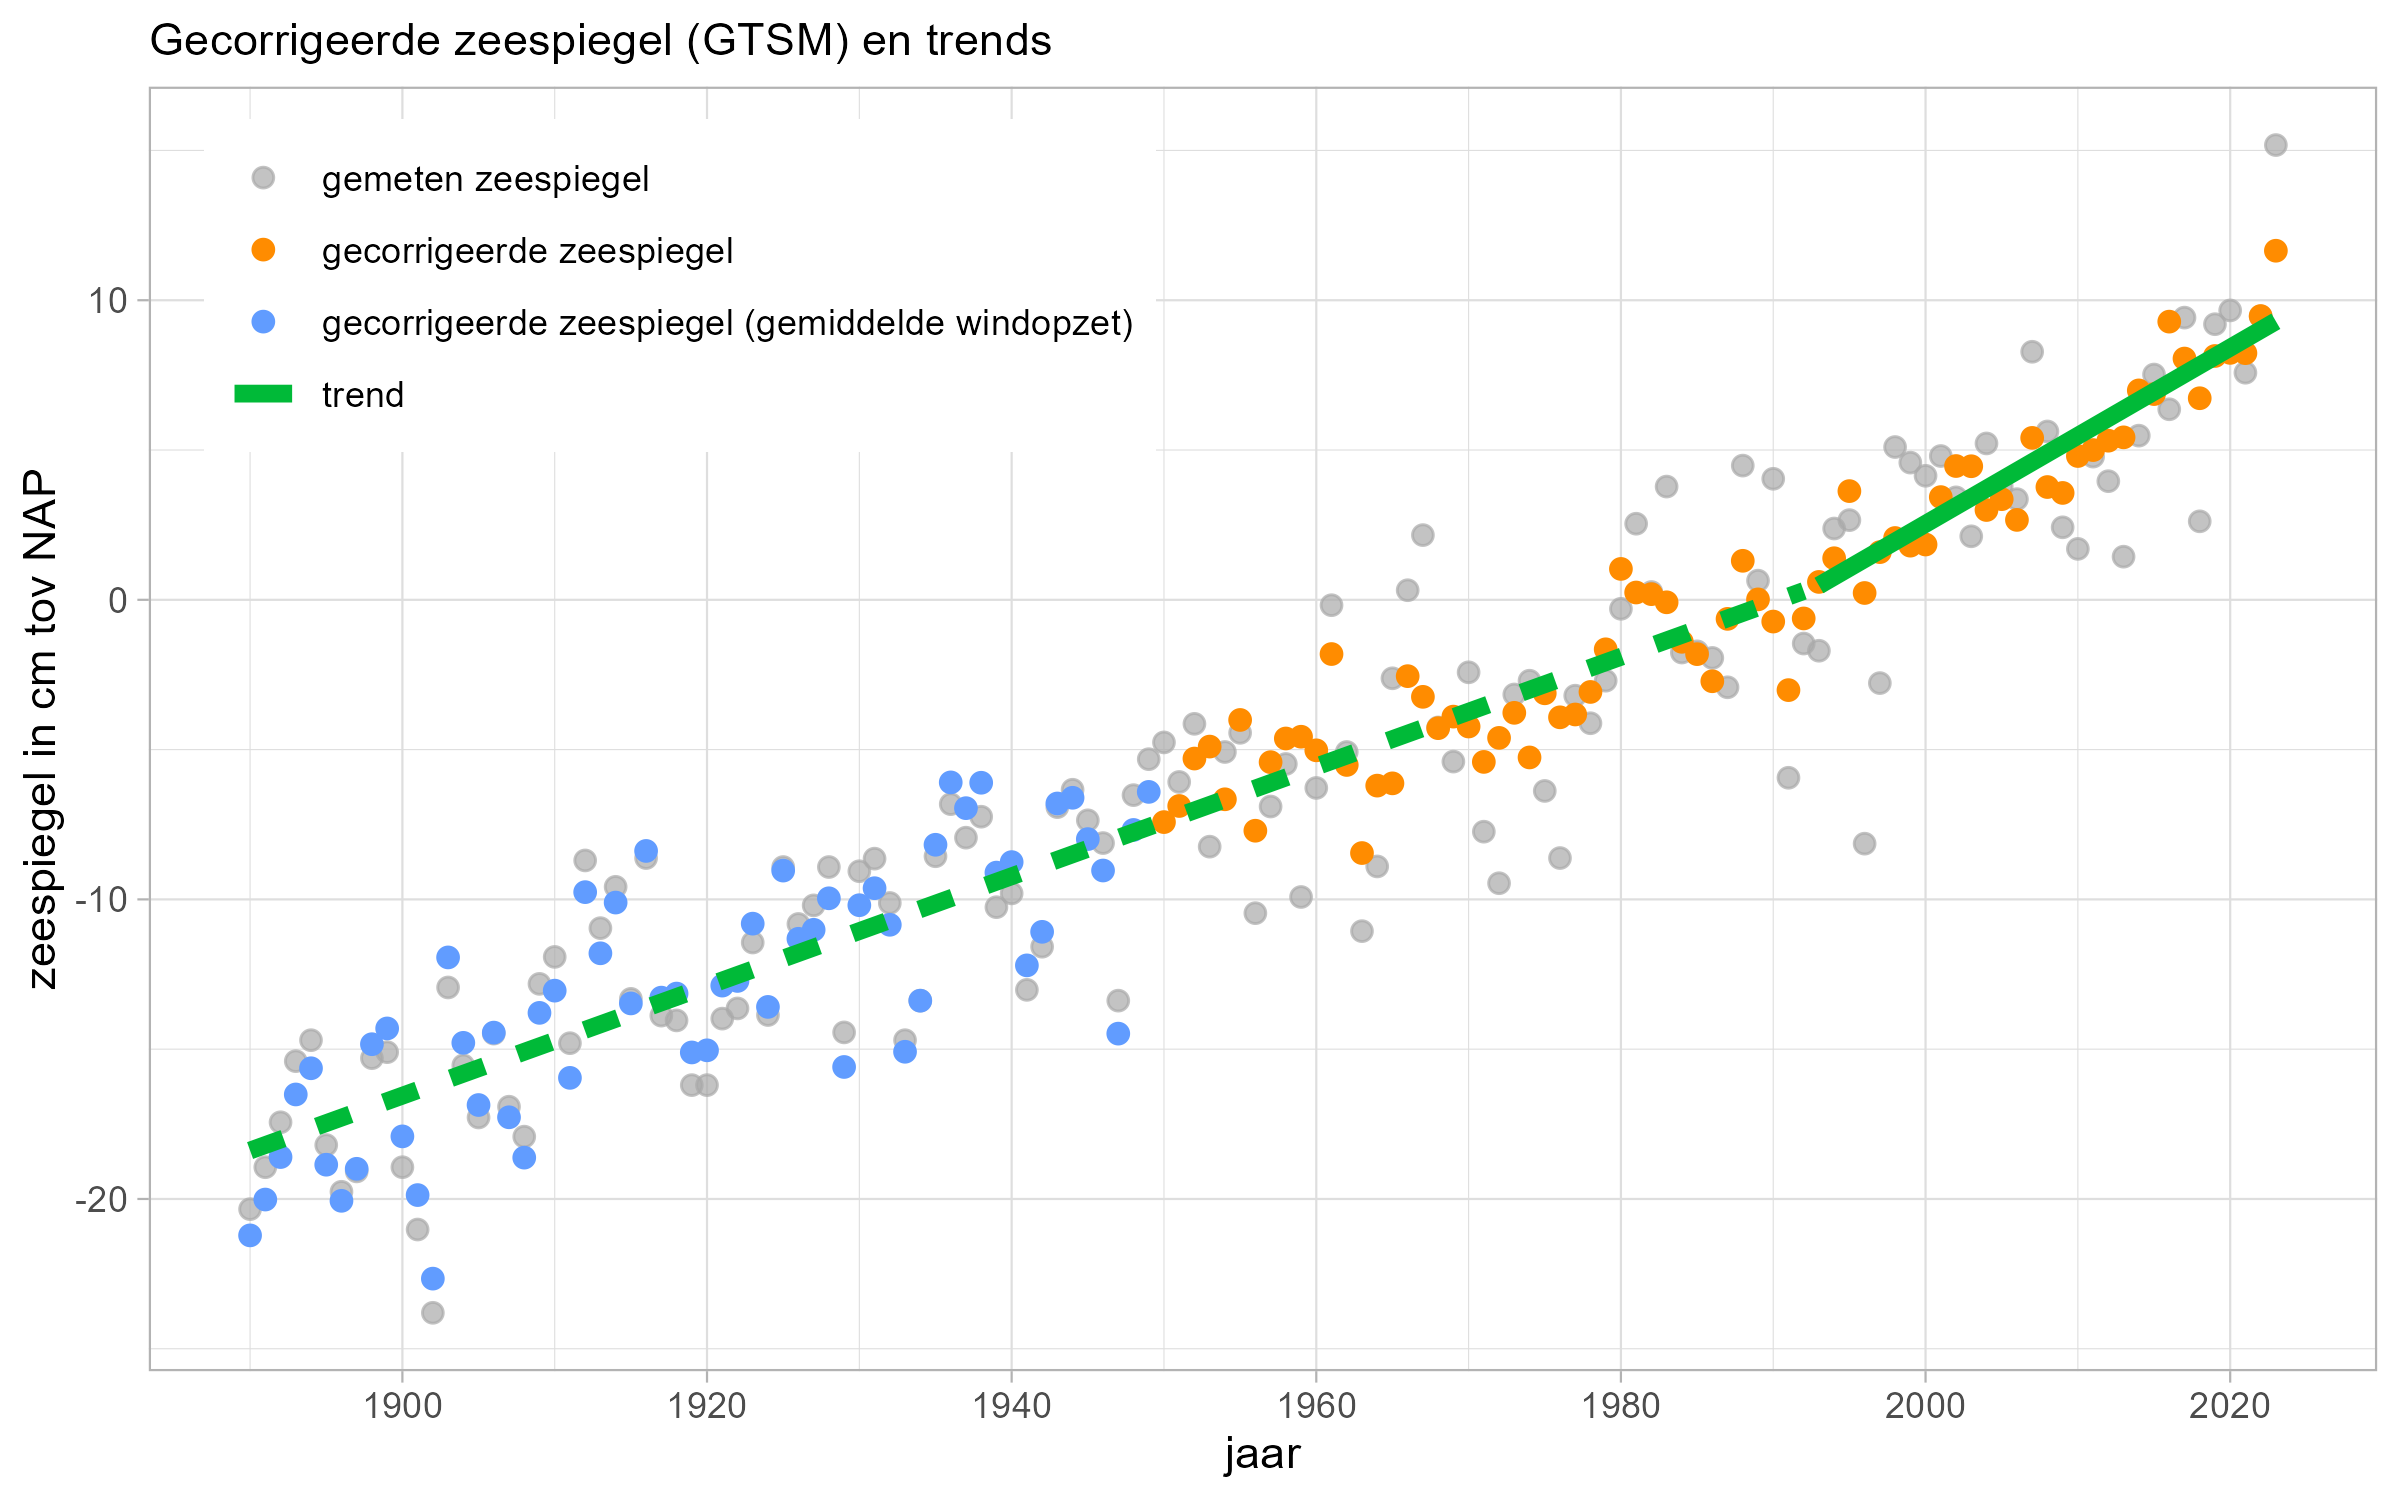 Gecorrigeerde zeespiegel (GTSM) en trends
gemeten zeespiegel
gecorrigeerde zeespiegel
gecorrigeerde zeespiegel (gemiddelde windopzet)
trend
zeespiegel in cm tov NAP
10
0
-10
-20
1900 1920 1940 1960 1980 2000 2020
jaar